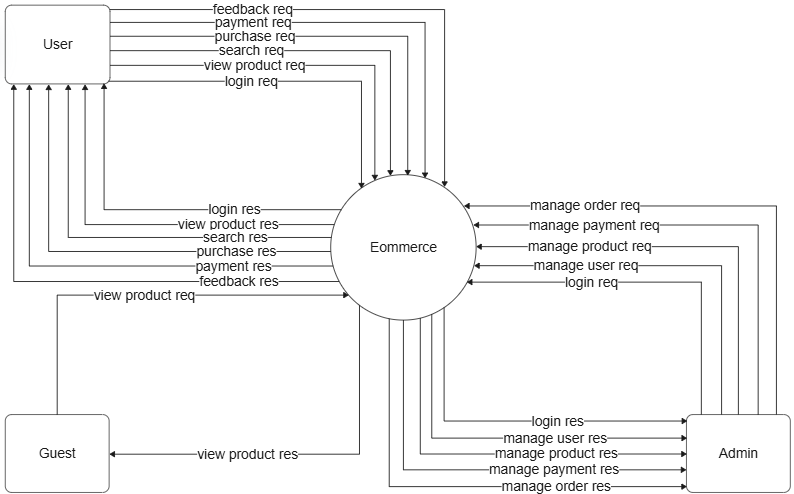 feedback req
payment req
purchase req
search req
view product req
login req
User
login res
view product res
search res
purchase res
payment res
feedback res
view product req
Eommerce
manage order req
manage payment req
manage product req
manage user req
login req
Guest
view product res
login res
manage user res
manage product res
manage payment res
manage order res
Admin